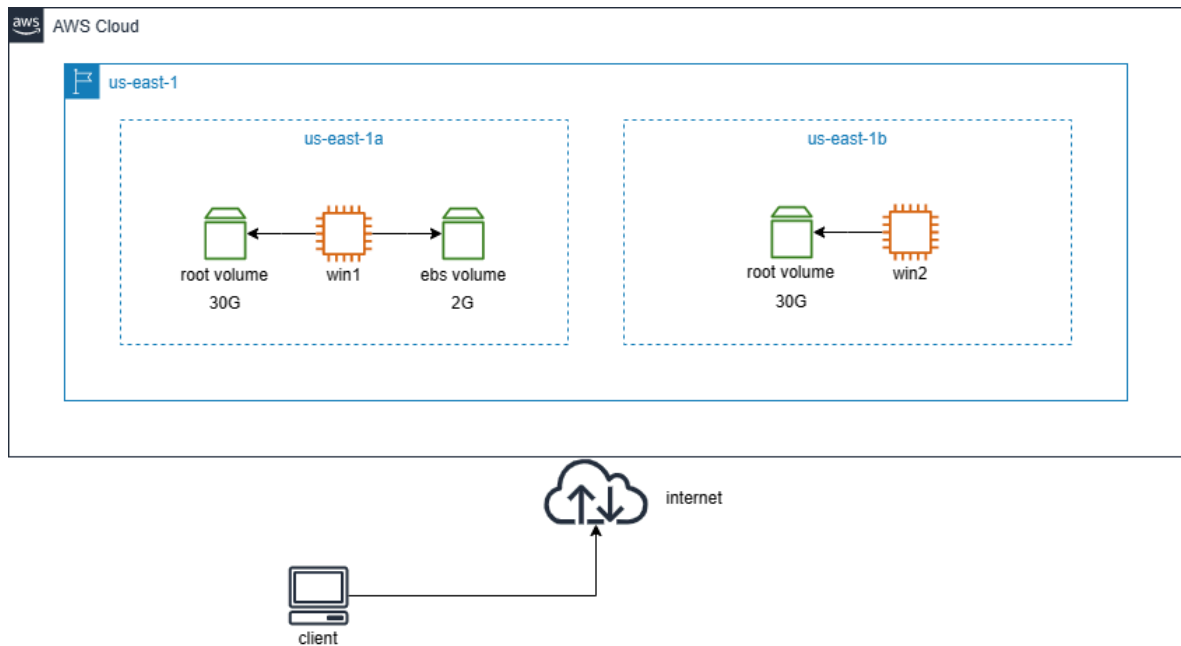 aws
AWS Cloud
us-east-1
us-east-1a
us-east-1b
root volume
30G
win1
ebs volume
2G
root volume
30G
win2
internet
client